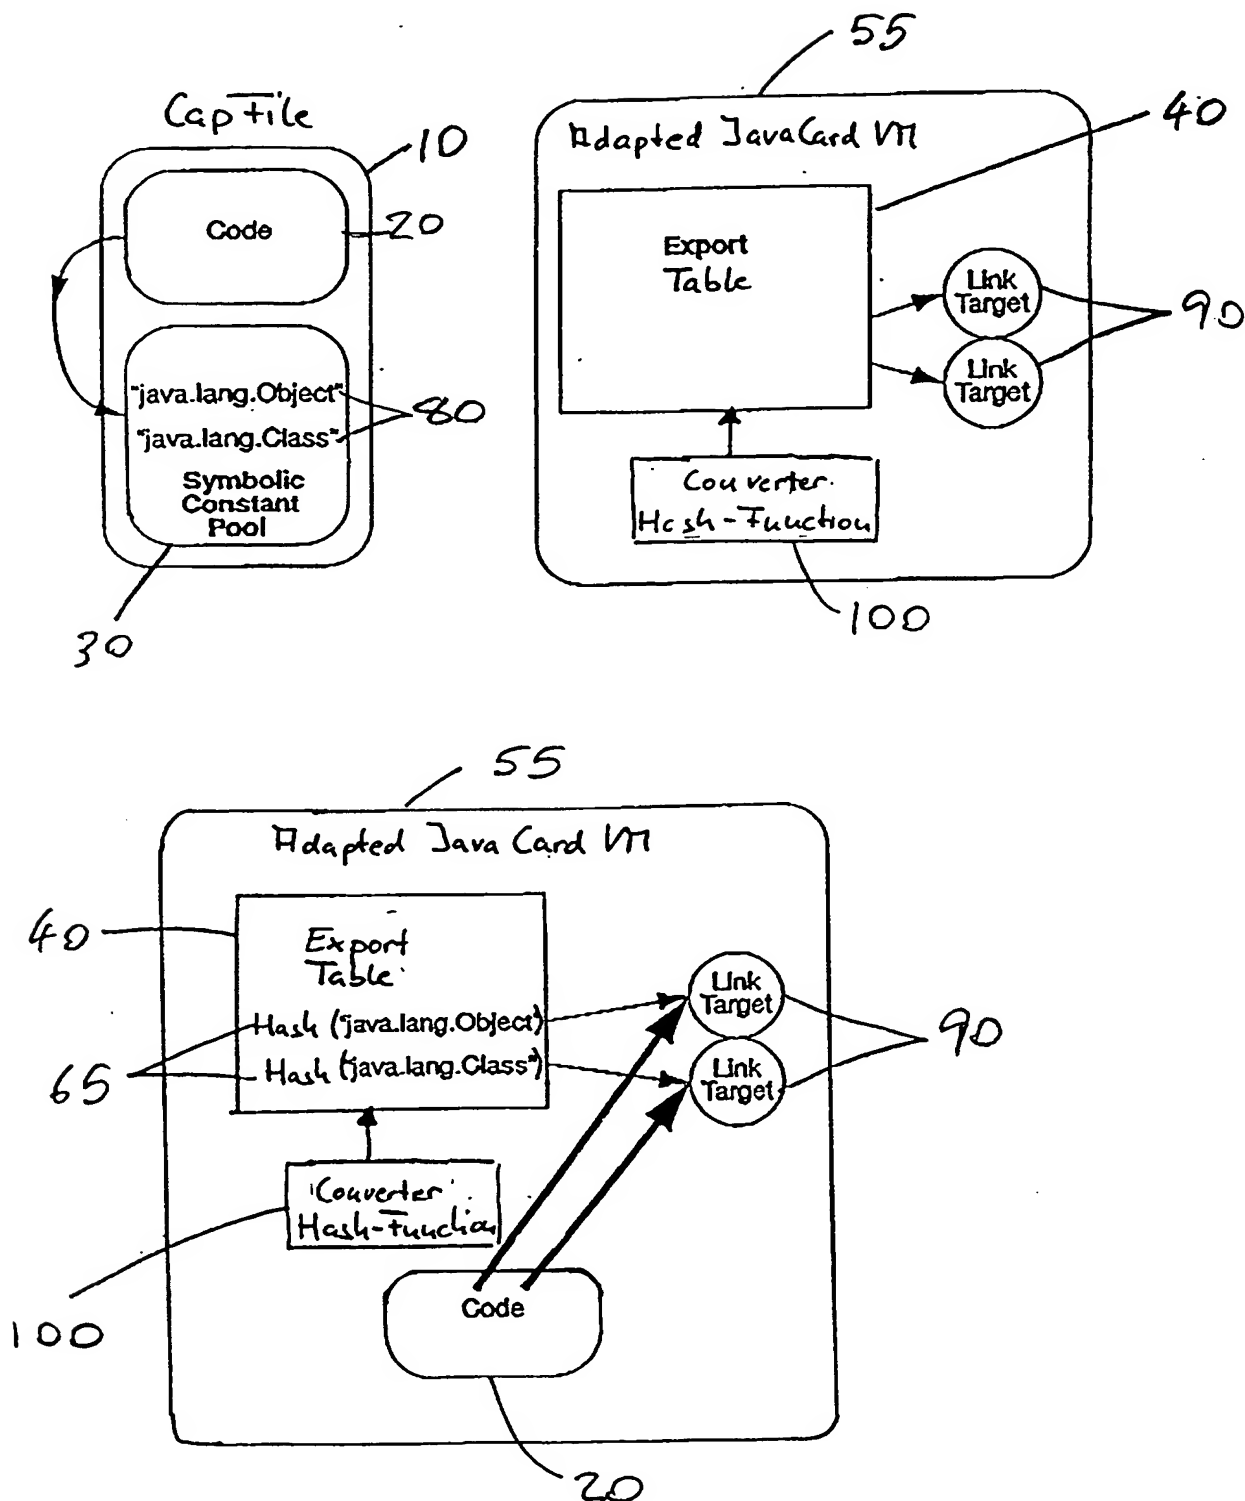 55
CapFile
10
Adapted JavaCard VM
40
Code
20
Export
Table
Link
Target
90
Link
Target
"java.lang.Object"
80
"java.lang.Class"
Symbolic
Constant
Pool
Converter
Hash-Function
30
100
55
Adapted Java Card VM
40
Export
Table
Link
Target
Hash ("java.lang.Object")
90
65
Hash ("java.lang.Class")
Link
Target
Converter
Hash-Function
100
Code
20